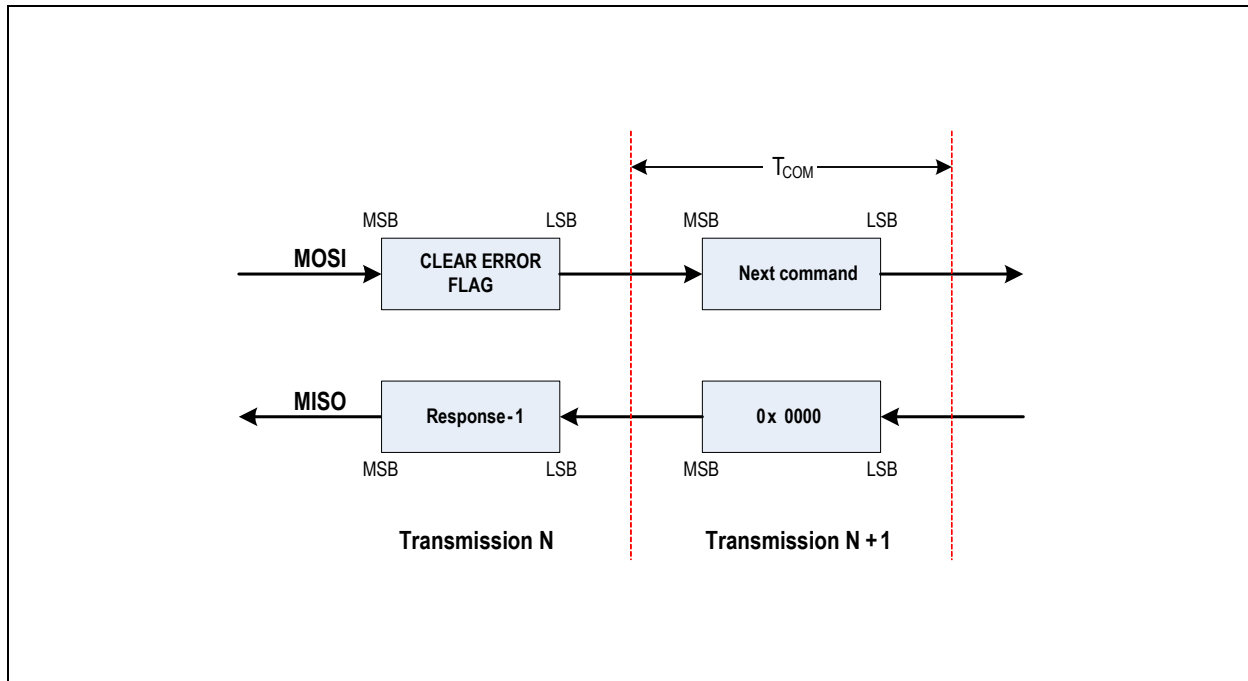 TCOM
MSB LSB MSB LSB
MOSI CLEAR ERROR FLAG Next command
MISO Response-1 0x 0000
MSB LSB MSB LSB
Transmission N Transmission N+1